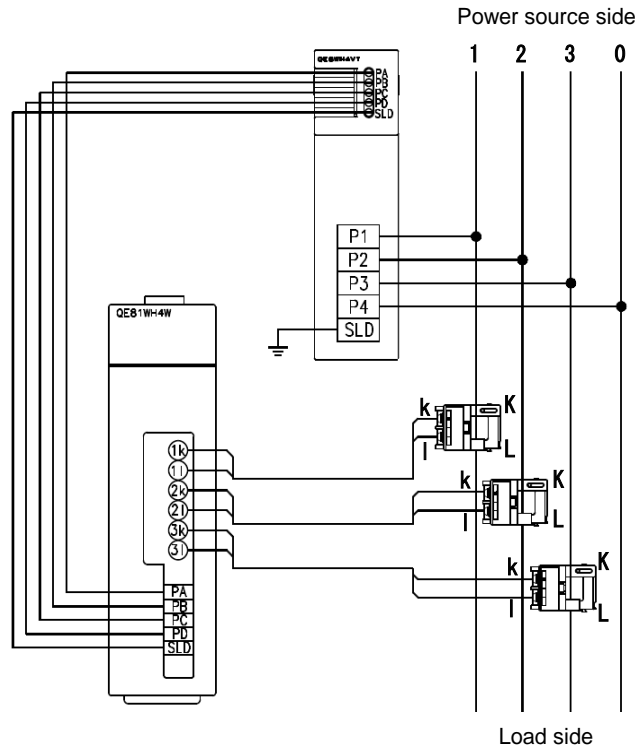 Power source side
1 2 3 0
QE8WH4VT
PA
PB
PC
PD
SLD
P1
P2
P3
P4
SLD
QE81WH4W
k K
l L
k K
l L
k K
l L
1k
1l
2k
2l
3k
3l
PA
PB
PC
PD
SLD
Load side